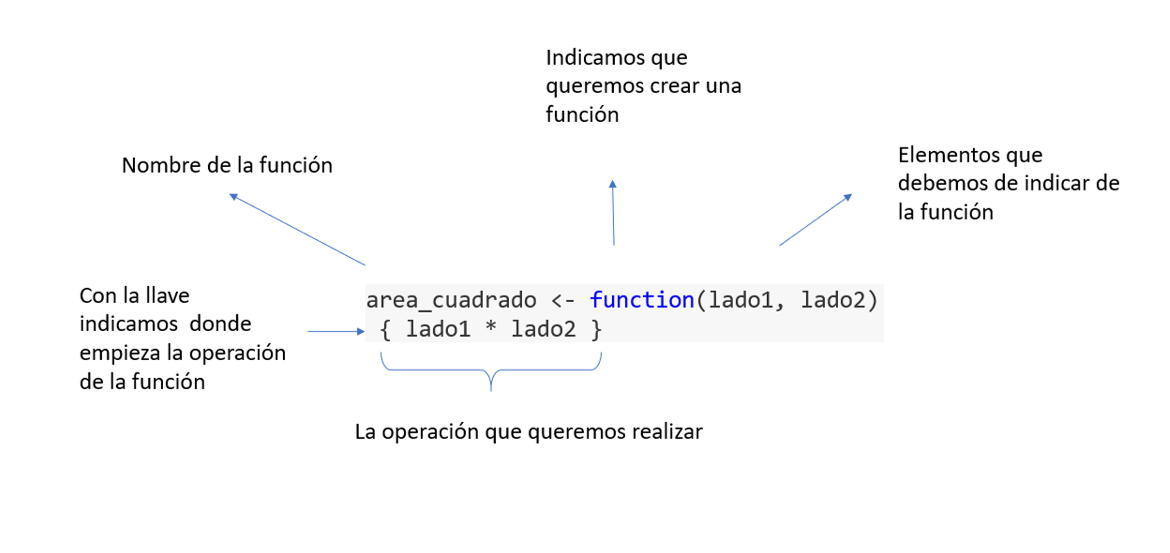 Indicamos que
queremos crear una
función
Nombre de la función
Elementos que
debemos de indicar de
la función
Con la llave
indicamos donde
empieza la operación
de la función
area_cuadrado <- function(lado1, lado2)
{ lado1 * lado2 }
La operación que queremos realizar